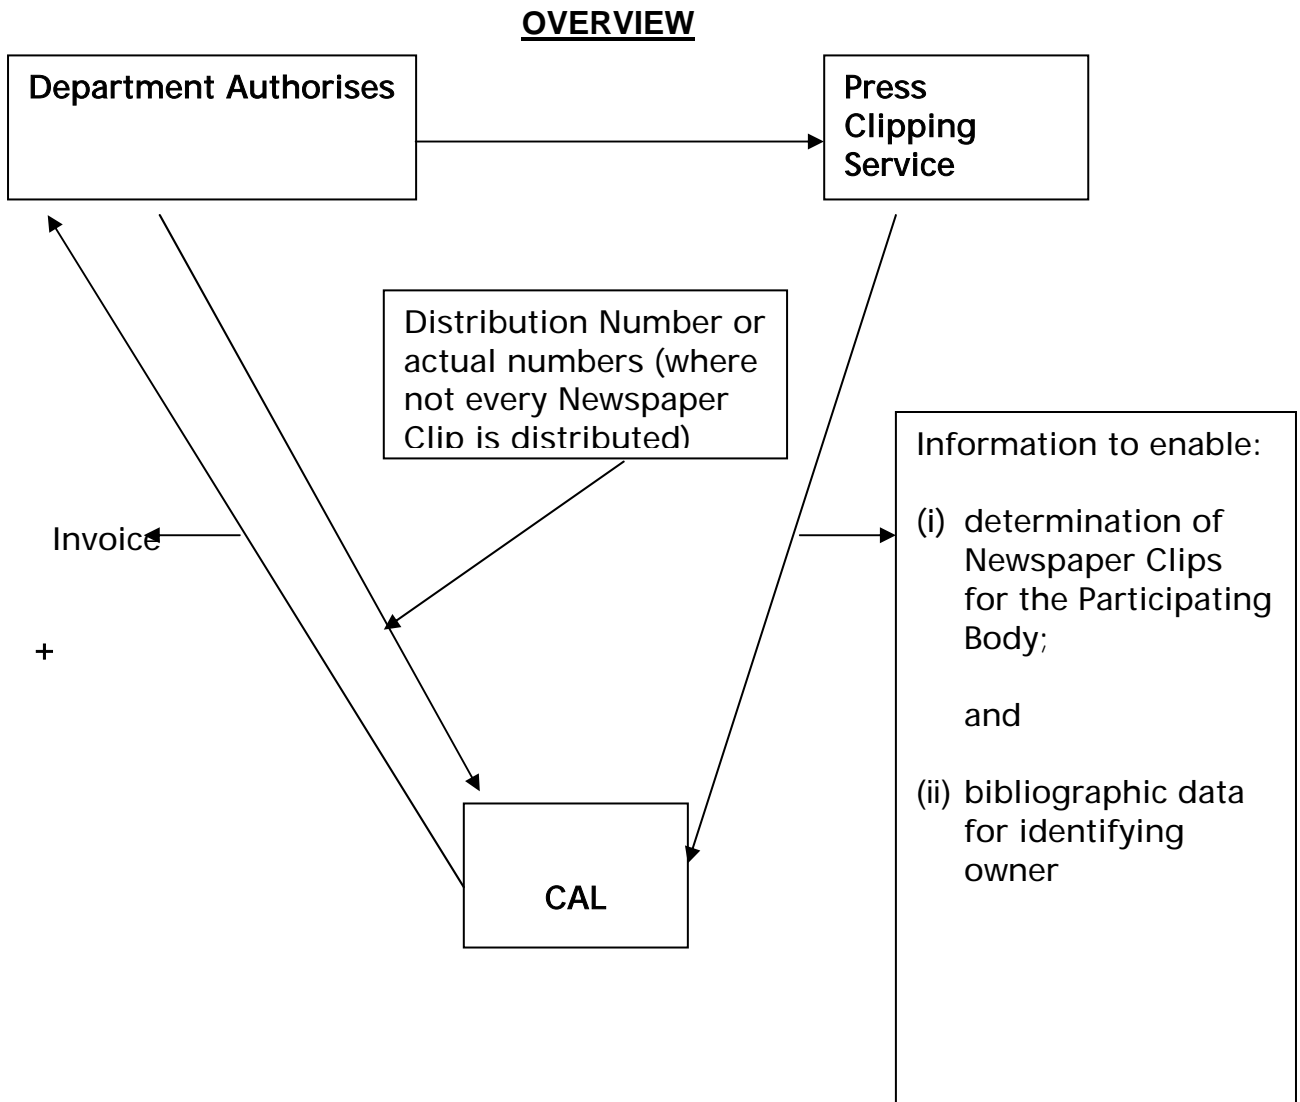 OVERVIEW
Department Authorises
Press
Clipping
Service
Distribution Number or
actual numbers (where
not every Newspaper
Clip is distributed)
Information to enable:
(i) determination of
Newspaper Clips
for the Participating
Body;
and
(ii) bibliographic data
for identifying
owner
Invoice
+
CAL